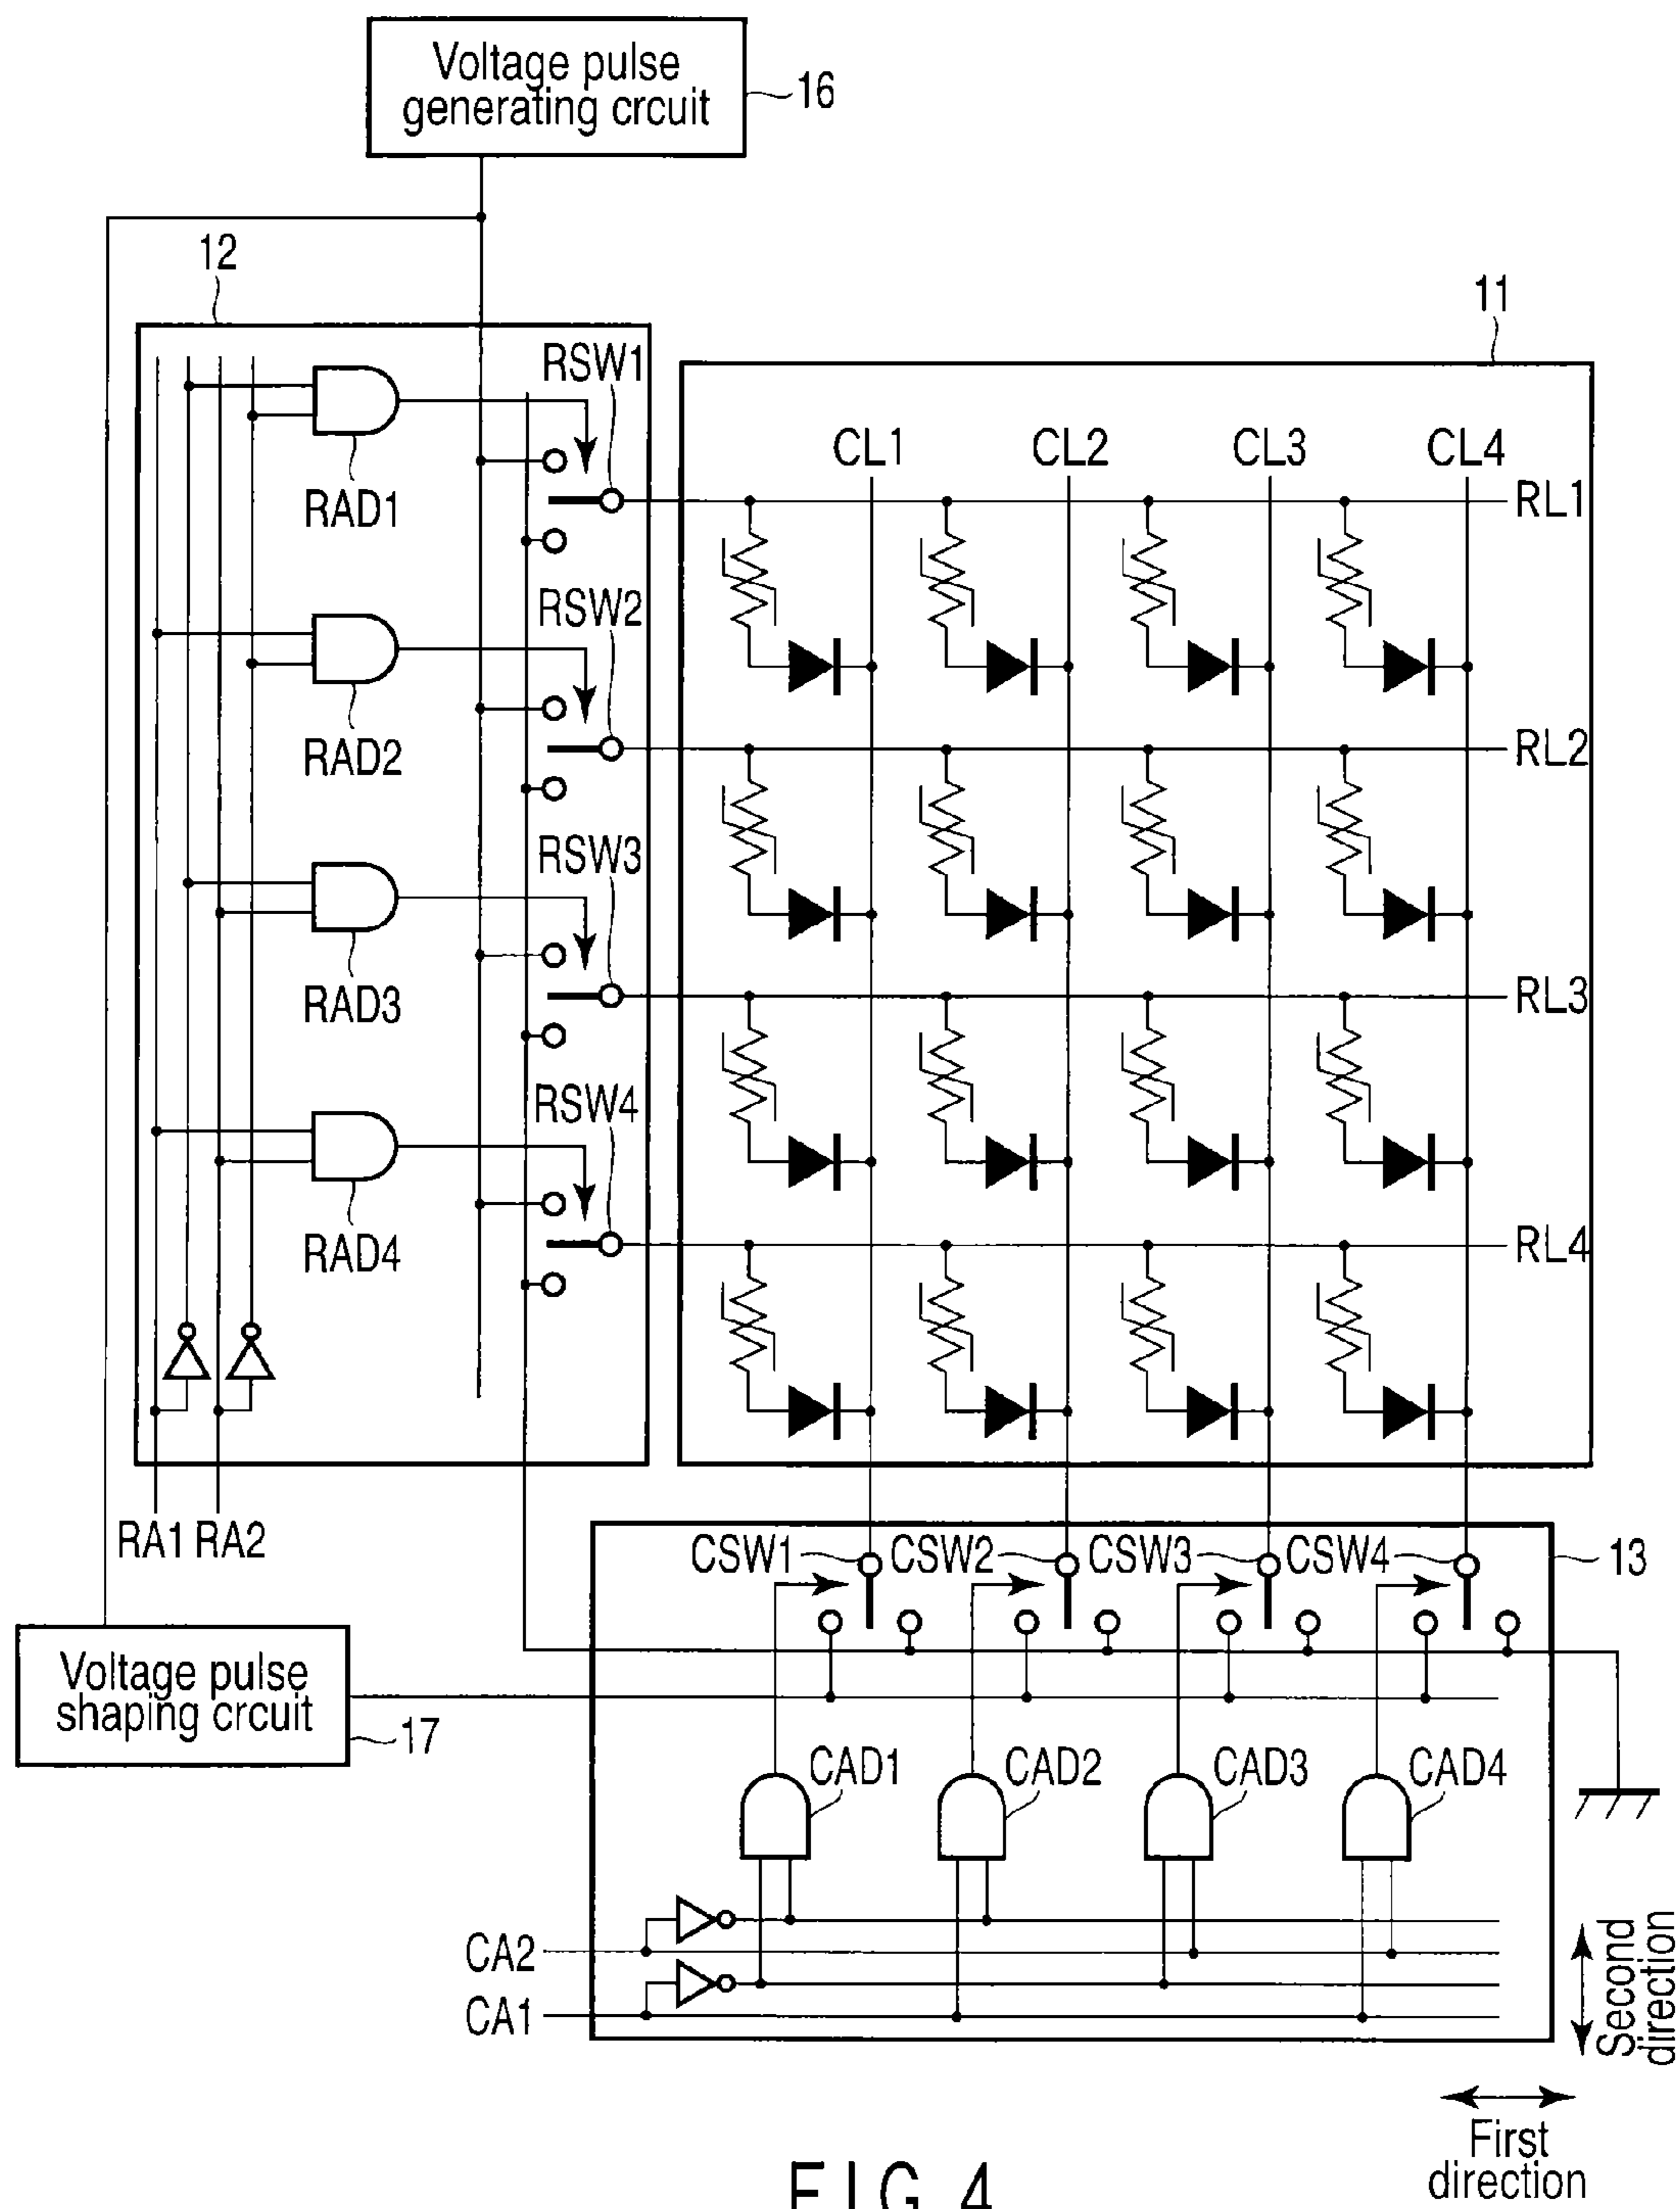 Voltage pulse
generating crcuit
16
12
11
RSW1
RAD1
CL1
CL2
CL3
CL4
RL1
RSW2
RAD2
RL2
RSW3
RAD3
RL3
RSW4
RAD4
RL4
RA1 RA2
CSW1
CSW2
CSW3
CSW4
13
Voltage pulse
shaping crcuit
17
CAD1
CAD2
CAD3
CAD4
CA2
CA1
Second
direction
First
direction
FIG. 4